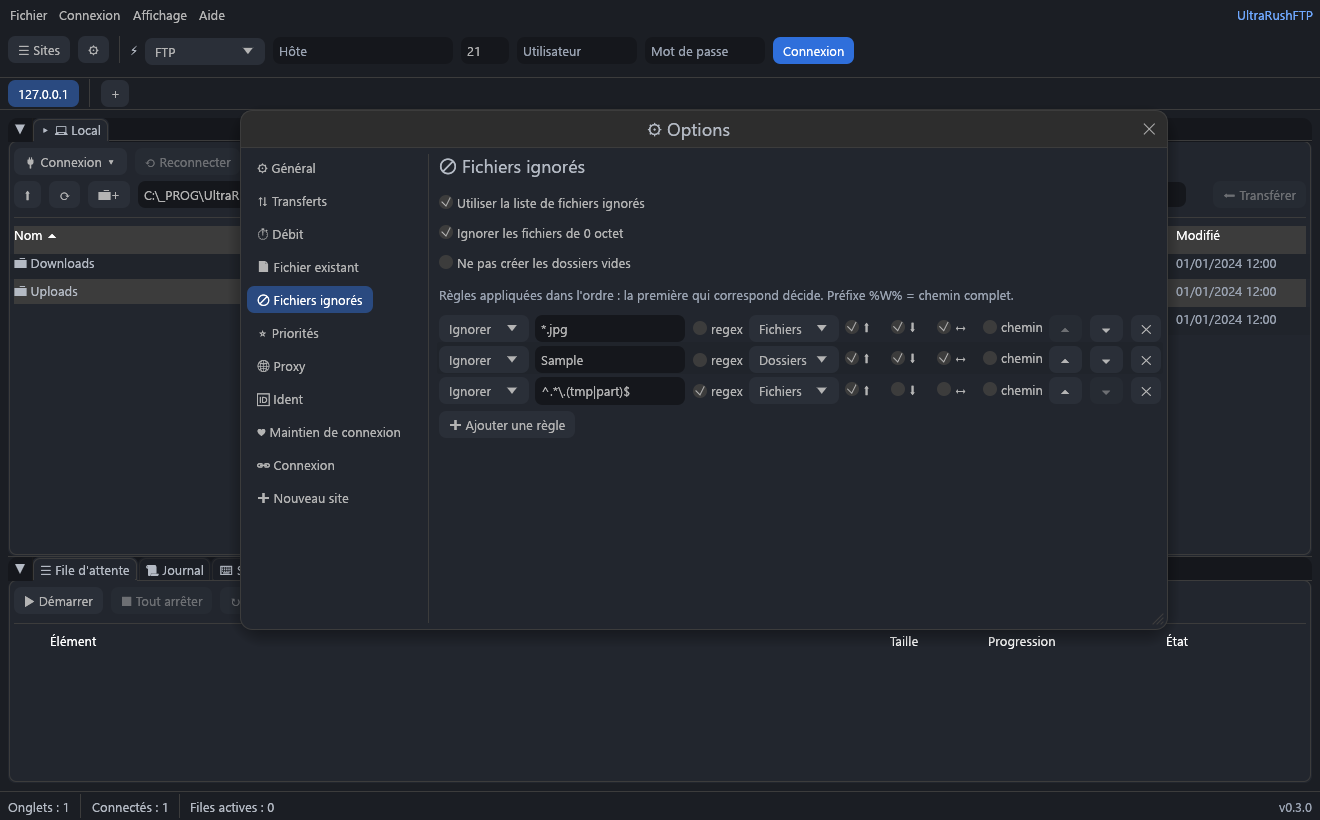 Fichier Connexion Affichage Aide UltraRushFTP
Sites FTP Hôte 21 Utilisateur Mot de passe Connexion
127.0.0.1 +
Local
Options
Connexion Reconnecter
C:\_PROG\UltraR
Transférer
Nom Modifié
Downloads 01/01/2024 12:00
Uploads 01/01/2024 12:00
01/01/2024 12:00
Général
Transferts
Débit
Fichier existant
Fichiers ignorés
Priorités
Proxy
Ident
Maintien de connexion
Connexion
Nouveau site
Fichiers ignorés
Utiliser la liste de fichiers ignorés
Ignorer les fichiers de 0 octet
Ne pas créer les dossiers vides
Règles appliquées dans l'ordre : la première qui correspond décide. Préfixe %W% = chemin complet.
Ignorer *.jpg regex Fichiers chemin
Ignorer Sample regex Dossiers chemin
Ignorer ^.*\.(tmp|part)$ regex Fichiers chemin
Ajouter une règle
File d'attente Journal S
Démarrer Tout arrêter
Élément Taille Progression État
Onglets : 1 Connectés : 1 Files actives : 0 v0.3.0